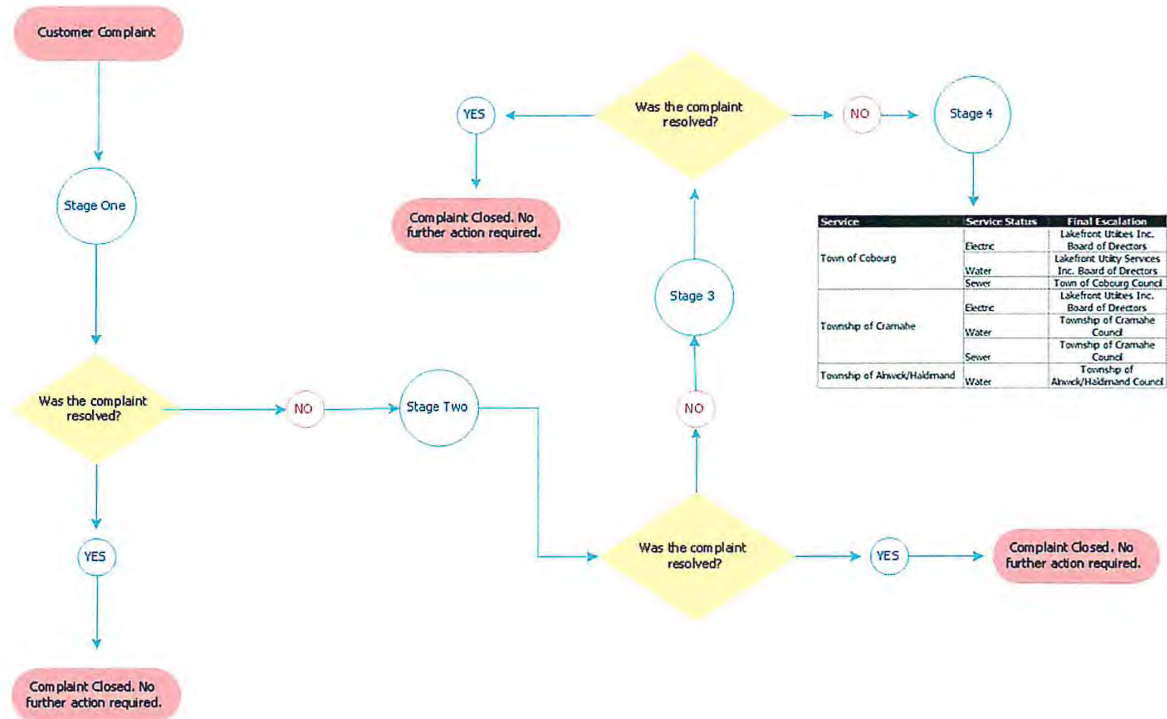 Customer Complaint
Stage One
Was the complaint
resolved?
YES
Complaint Closed. No
further action required.
NO
Stage Two
Was the complaint
resolved?
YES
Complaint Closed. No
further action required.
NO
Stage 3
Was the complaint
resolved?
YES
Complaint Closed. No
further action required.
NO
Stage 4
Service Service Status Final Escalation
Town of Cobourg
Electric
Lakefront Utilities Inc.
Board of Directors
Water
Lakefront Utility Services
Inc. Board of Directors
Sewer
Town of Cobourg Council
Township of Cramahe
Electric
Lakefront Utilities Inc.
Board of Directors
Water
Township of Cramahe
Council
Sewer
Township of Cramahe
Council
Township of Alnwick/Haldimand
Water
Township of
Alnwick/Haldimand Council